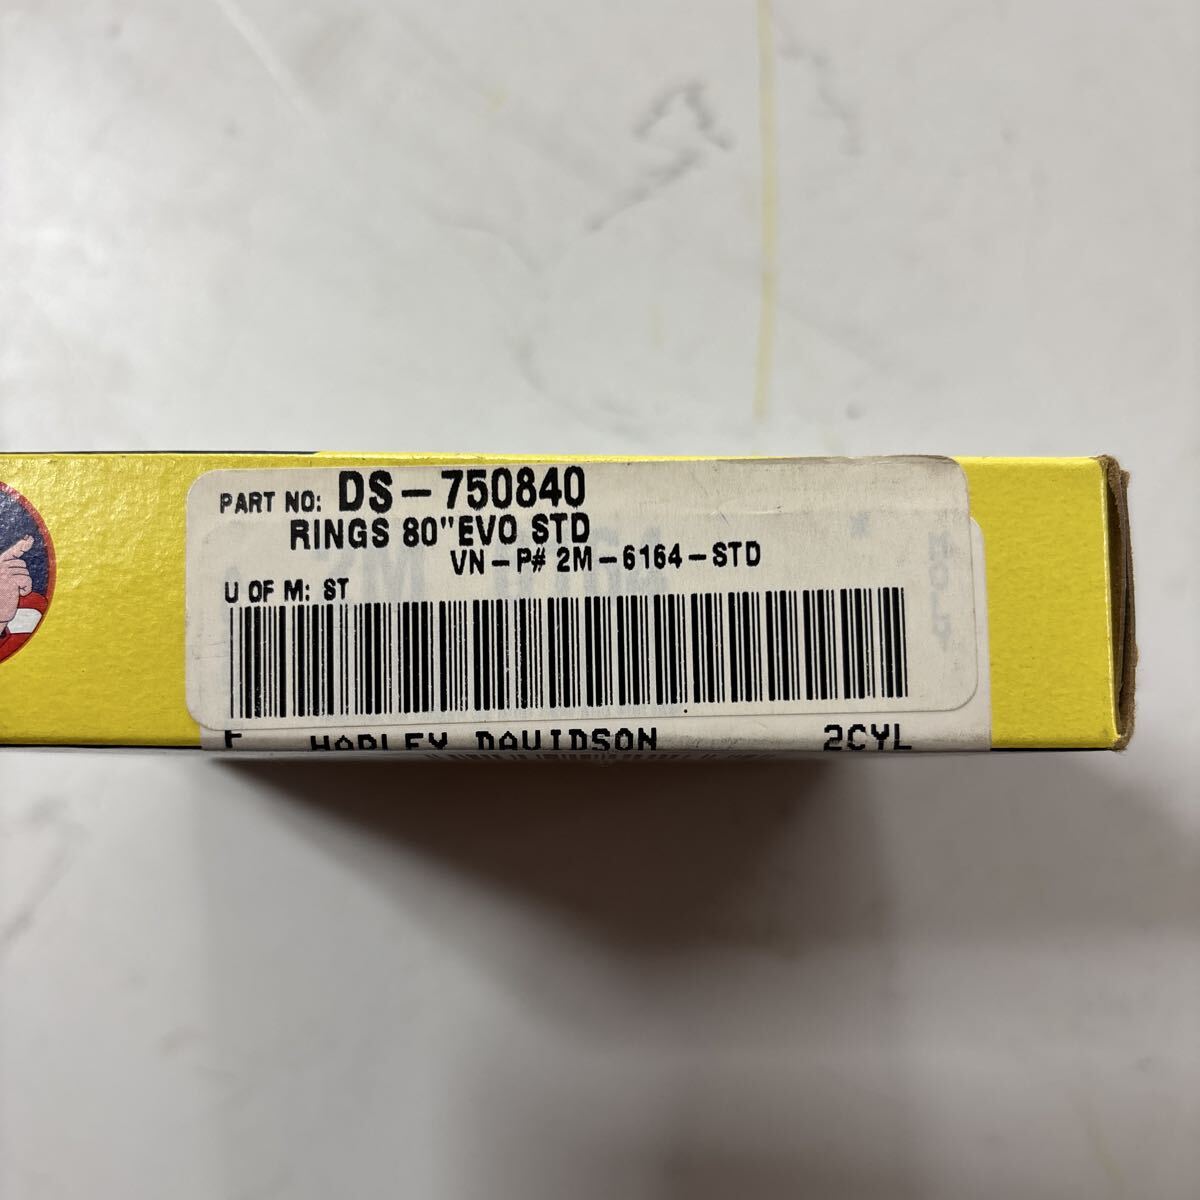 PART NO: DS-750840
RINGS 80"EVO STD
VN-P# 2M-6164-STD
U OF M: ST
F HARLEY DAVIDSON 2CYL